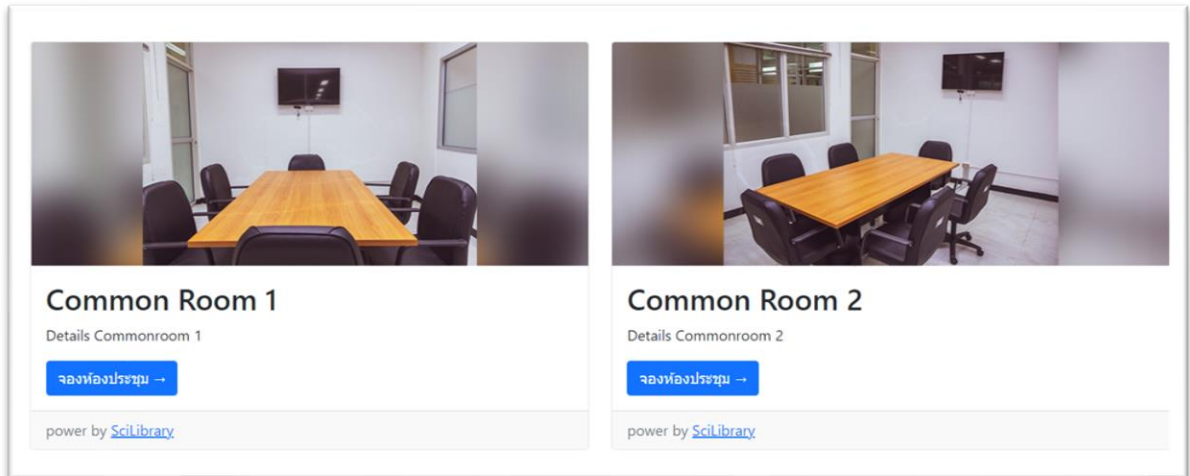 Common Room 1
Details Commonroom 1
จองห้องประชุม →
power by SciLibrary
Common Room 2
Details Commonroom 2
จองห้องประชุม →
power by SciLibrary